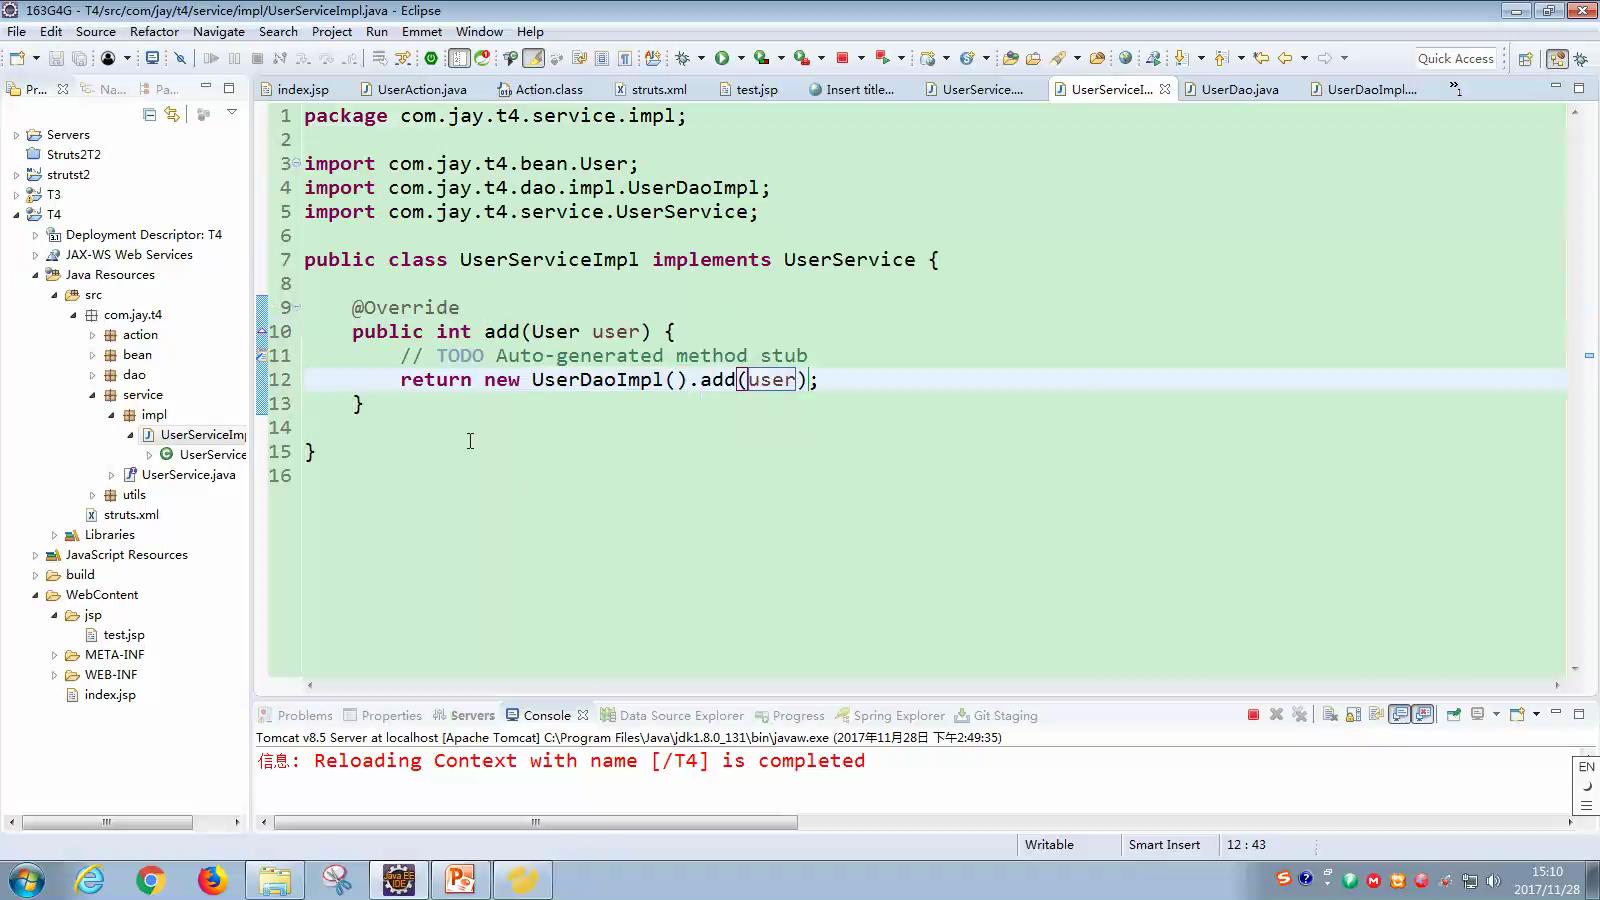 163G4G - T4/src/com/jay/t4/service/impl/UserServiceImpl.java - Eclipse
File Edit Source Refactor Navigate Search Project Run Emmet Window Help
Quick Access
Pr... Na... Pa...
index.jsp UserAction.java Action.class struts.xml test.jsp Insert title... UserService.... UserServiceI... UserDao.java UserDaoImpl.... »1
Servers
Struts2T2
strutst2
T3
T4
Deployment Descriptor: T4
JAX-WS Web Services
Java Resources
src
com.jay.t4
action
bean
dao
service
impl
UserServiceImp
UserService
UserService.java
utils
struts.xml
Libraries
JavaScript Resources
build
WebContent
jsp
test.jsp
META-INF
WEB-INF
index.jsp
1 package com.jay.t4.service.impl;
2
3 import com.jay.t4.bean.User;
4 import com.jay.t4.dao.impl.UserDaoImpl;
5 import com.jay.t4.service.UserService;
6
7 public class UserServiceImpl implements UserService {
8
9 @Override
10 public int add(User user) {
11 // TODO Auto-generated method stub
12 return new UserDaoImpl().add(user);
13 }
14
15 }
16
Problems Properties Servers Console Data Source Explorer Progress Spring Explorer Git Staging
Tomcat v8.5 Server at localhost [Apache Tomcat] C:\Program Files\Java\jdk1.8.0_131\bin\javaw.exe (2017年11月28日 下午2:49:35)
信息: Reloading Context with name [/T4] is completed
EN
Writable Smart Insert 12 : 43
Java EE
IDE
15:10
2017/11/28